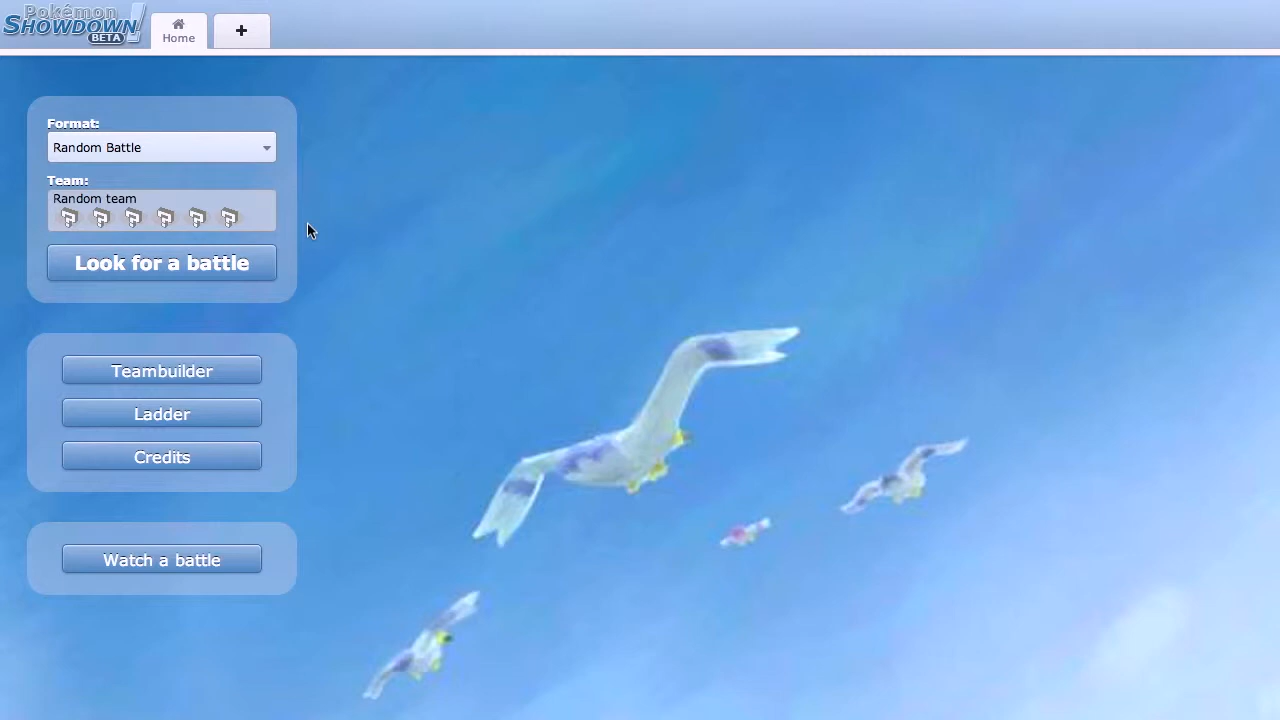 Pokémon
SHOWDOWN!
BETA
Home
+
Format:
Random Battle
Team:
Random team
? ? ? ? ? ?
Look for a battle
Teambuilder
Ladder
Credits
Watch a battle